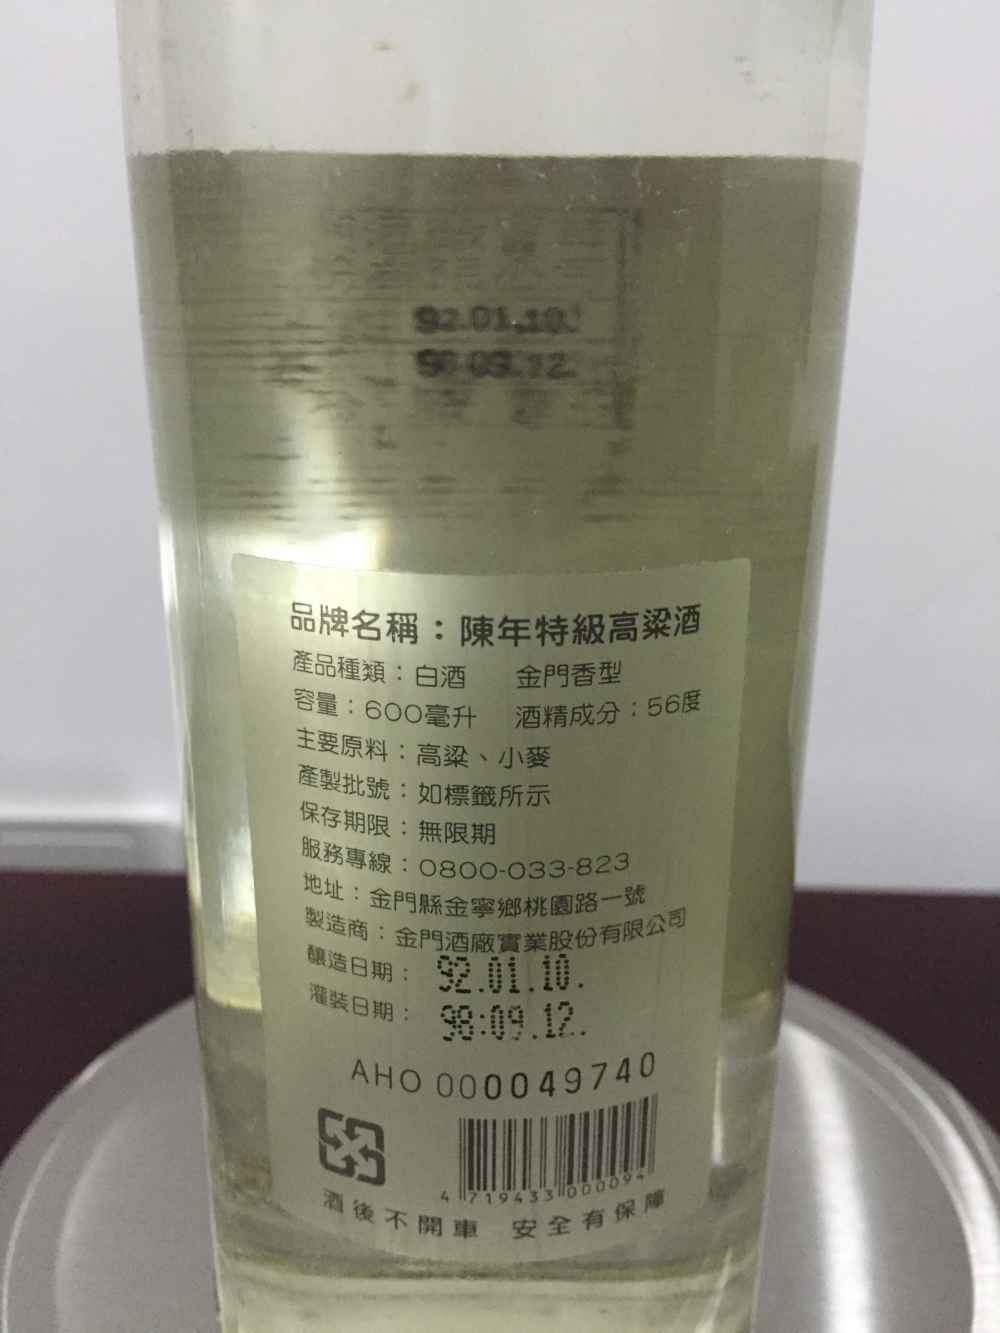 92.01.10.
98.09.12.
品牌名稱：陳年特級高粱酒
產品種類：白酒 金門香型
容量：600毫升 酒精成分：56度
主要原料：高粱、小麥
產製批號：如標籤所示
保存期限：無限期
服務專線：0800-033-823
地址：金門縣金寧鄉桃園路一號
製造商：金門酒廠實業股份有限公司
釀造日期：92.01.10.
灌裝日期：98:09.12.
AHO 000049740
4 719433 000094
酒後不開車 安全有保障